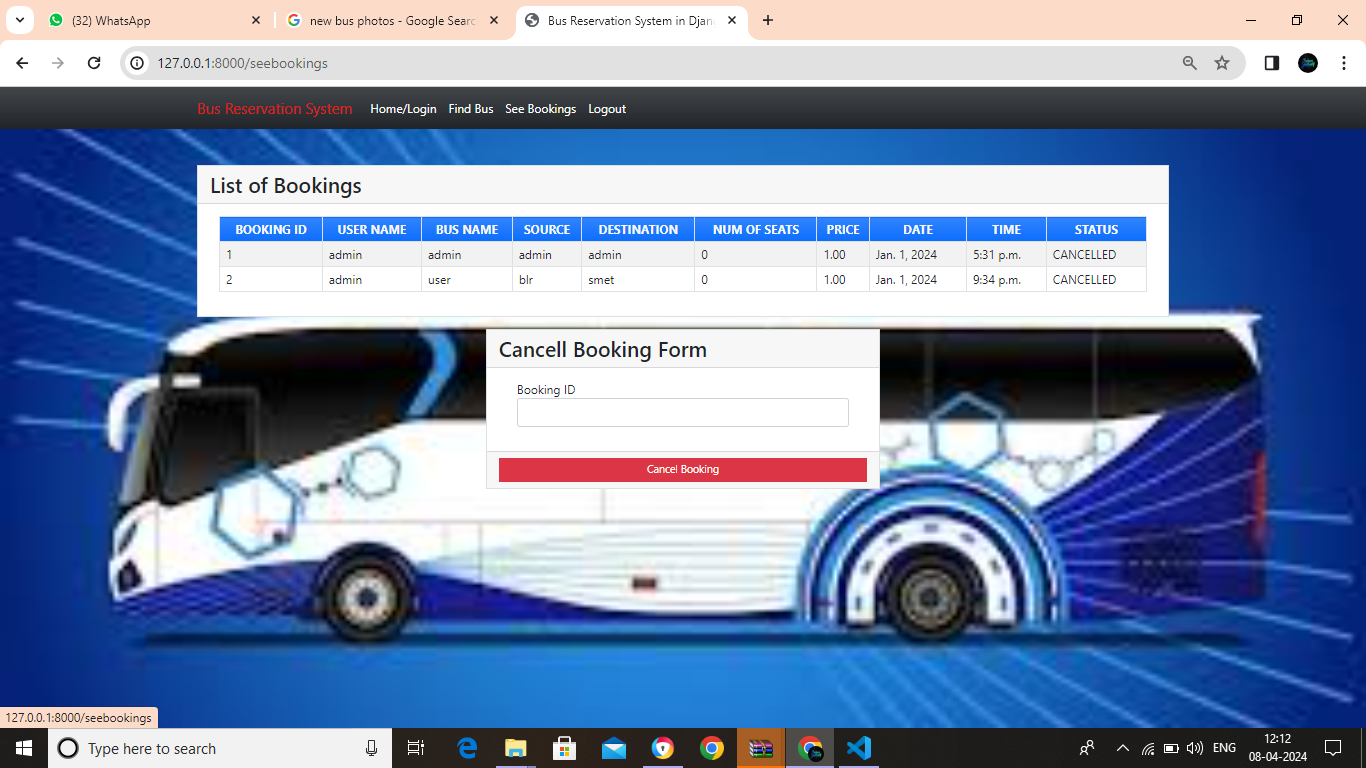 (32) WhatsApp
new bus photos - Google Searc
Bus Reservation System in Djan
127.0.0.1:8000/seebookings
Bus Reservation System Home/Login Find Bus See Bookings Logout
List of Bookings
BOOKING ID USER NAME BUS NAME SOURCE DESTINATION NUM OF SEATS PRICE DATE TIME STATUS
1 admin admin admin admin 0 1.00 Jan. 1, 2024 5:31 p.m. CANCELLED
2 admin user blr smet 0 1.00 Jan. 1, 2024 9:34 p.m. CANCELLED
Cancell Booking Form
Booking ID
Cancel Booking
127.0.0.1:8000/seebookings
Type here to search
ENG
12:12
08-04-2024